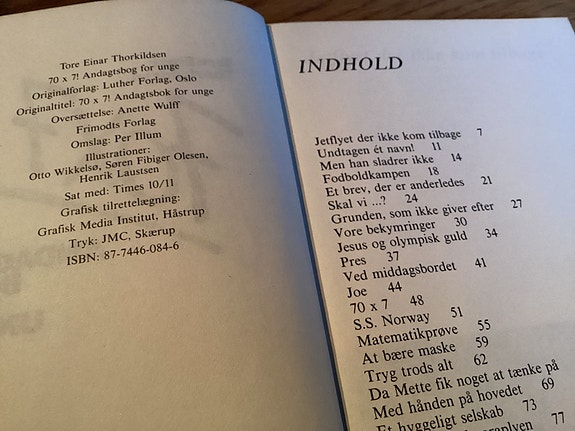 Tore Einar Thorkildsen
70 x 7! Andagtsbog for unge
Originalforlag: Luther Forlag, Oslo
Originaltitel: 70 x 7! Andagtsbok for unge
Oversættelse: Anette Wulff
Frimodts Forlag
Omslag: Per Illum
Illustrationer:
Otto Wikkelsø, Søren Fibiger Olesen,
Henrik Laustsen
Sat med: Times 10/11
Grafisk tilrettelægning:
Grafisk Media Institut, Håstrup
Tryk: JMC, Skærup
ISBN: 87-7446-084-6
INDHOLD
Jetflyet der ikke kom tilbage 7
Undtagen ét navn! 11
Men han sladrer ikke 14
Fodboldkampen 18
Et brev, der er anderledes 21
Skal vi ...? 24
Grunden, som ikke giver efter 27
Vore bekymringer 30
Jesus og olympisk guld 34
Pres 37
Ved middagsbordet 41
Joe 44
70 x 7 48
S.S. Norway 51
Matematikprøve 55
At bære maske 59
Tryg trods alt 62
Da Mette fik noget at tænke på
Med hånden på hovedet 69
Et hyggeligt selskab 73
77